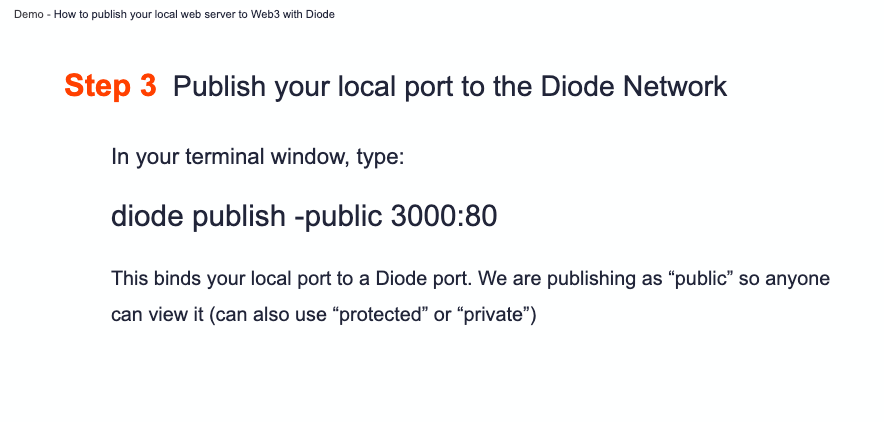 Demo - How to publish your local web server to Web3 with Diode
Step 3 Publish your local port to the Diode Network
In your terminal window, type:
diode publish -public 3000:80
This binds your local port to a Diode port. We are publishing as “public” so anyone
can view it (can also use “protected” or “private”)